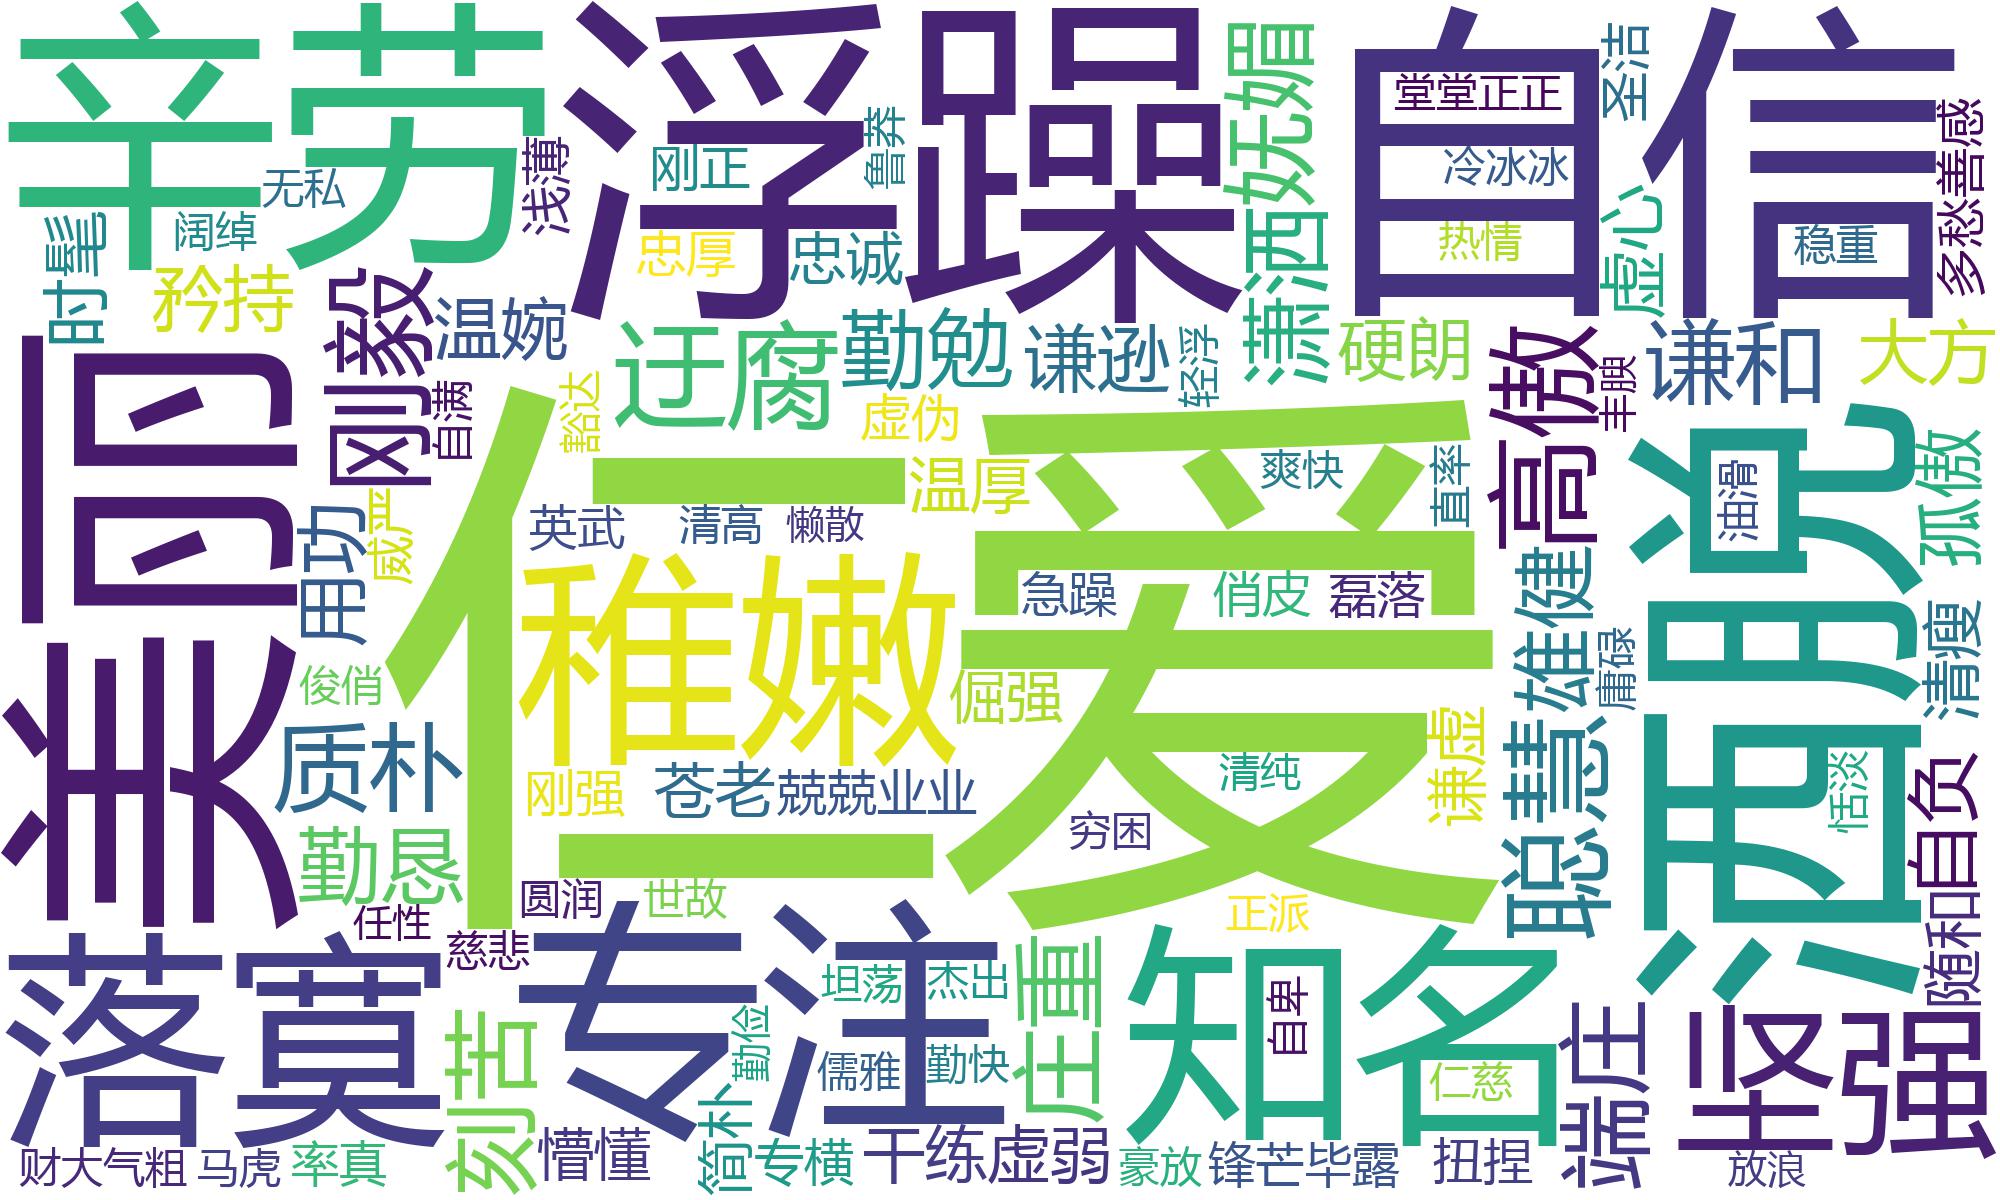 辛劳
浮躁
自信
妩媚
圣洁
堂堂正正
多愁善感
鲁莽
浅薄
刚正
冷冰冰
无私
虚心
阔绰
时髦
忠厚
忠诚
潇洒
热情
稳重
矜持
刚毅
温婉
迂腐
勤勉
谦逊
轻浮
硬朗
高傲
丰腴
谦和
大方
美丽
自满
豁达
虚伪
仁爱
洒脱
孤傲
温厚
爽快
直率
油滑
用功
威严
英武
清高
懒散
稚嫩
急躁
俏皮
磊落
雄健
庸碌
清瘦
俊俏
倔强
谦虚
聪慧
质朴
刚强
苍老
兢兢业业
清纯
恬淡
自负
穷困
勤恳
任性
圆润
世故
正派
慈悲
随和
落寞
专注
坦荡
杰出
庄重
知名
自卑
刻苦
勤俭
儒雅
勤快
仁慈
端庄
坚强
简朴
财大气粗
马虎
率真
懵懂
专横
干练
虚弱
豪放
锋芒毕露
扭捏
放浪